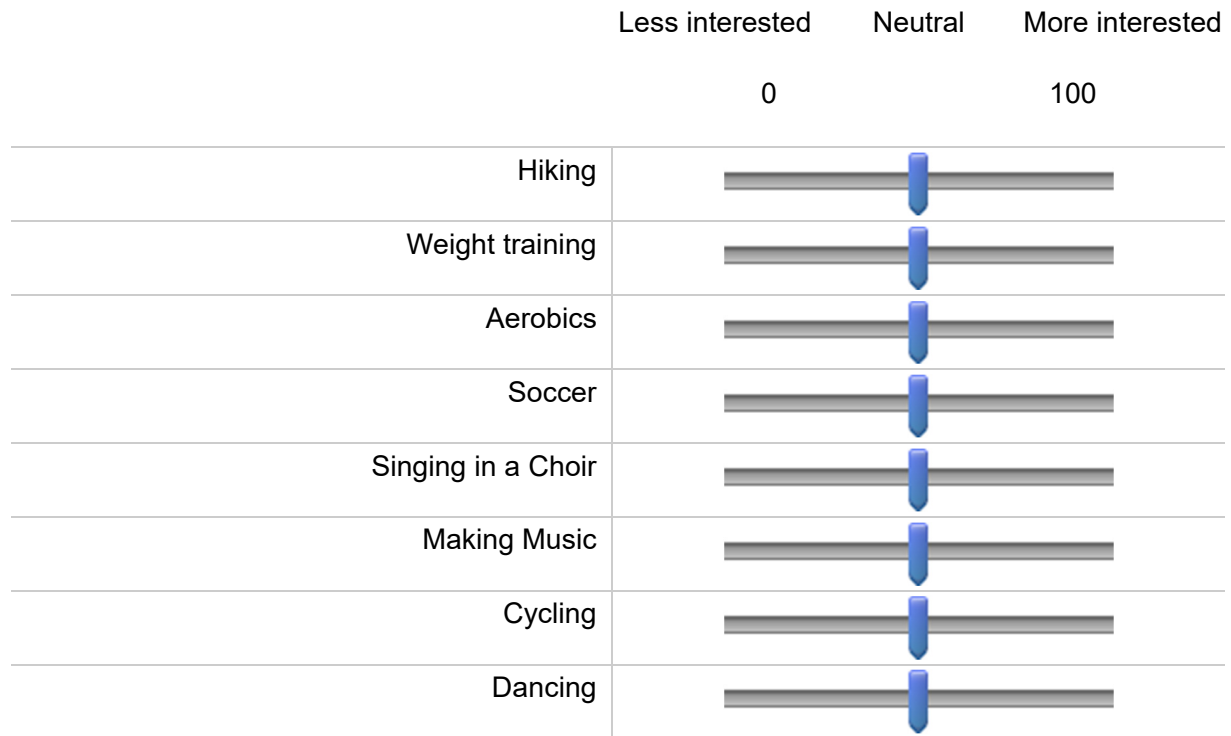 Less interested Neutral More interested
0 100
Hiking
Weight training
Aerobics
Soccer
Singing in a Choir
Making Music
Cycling
Dancing